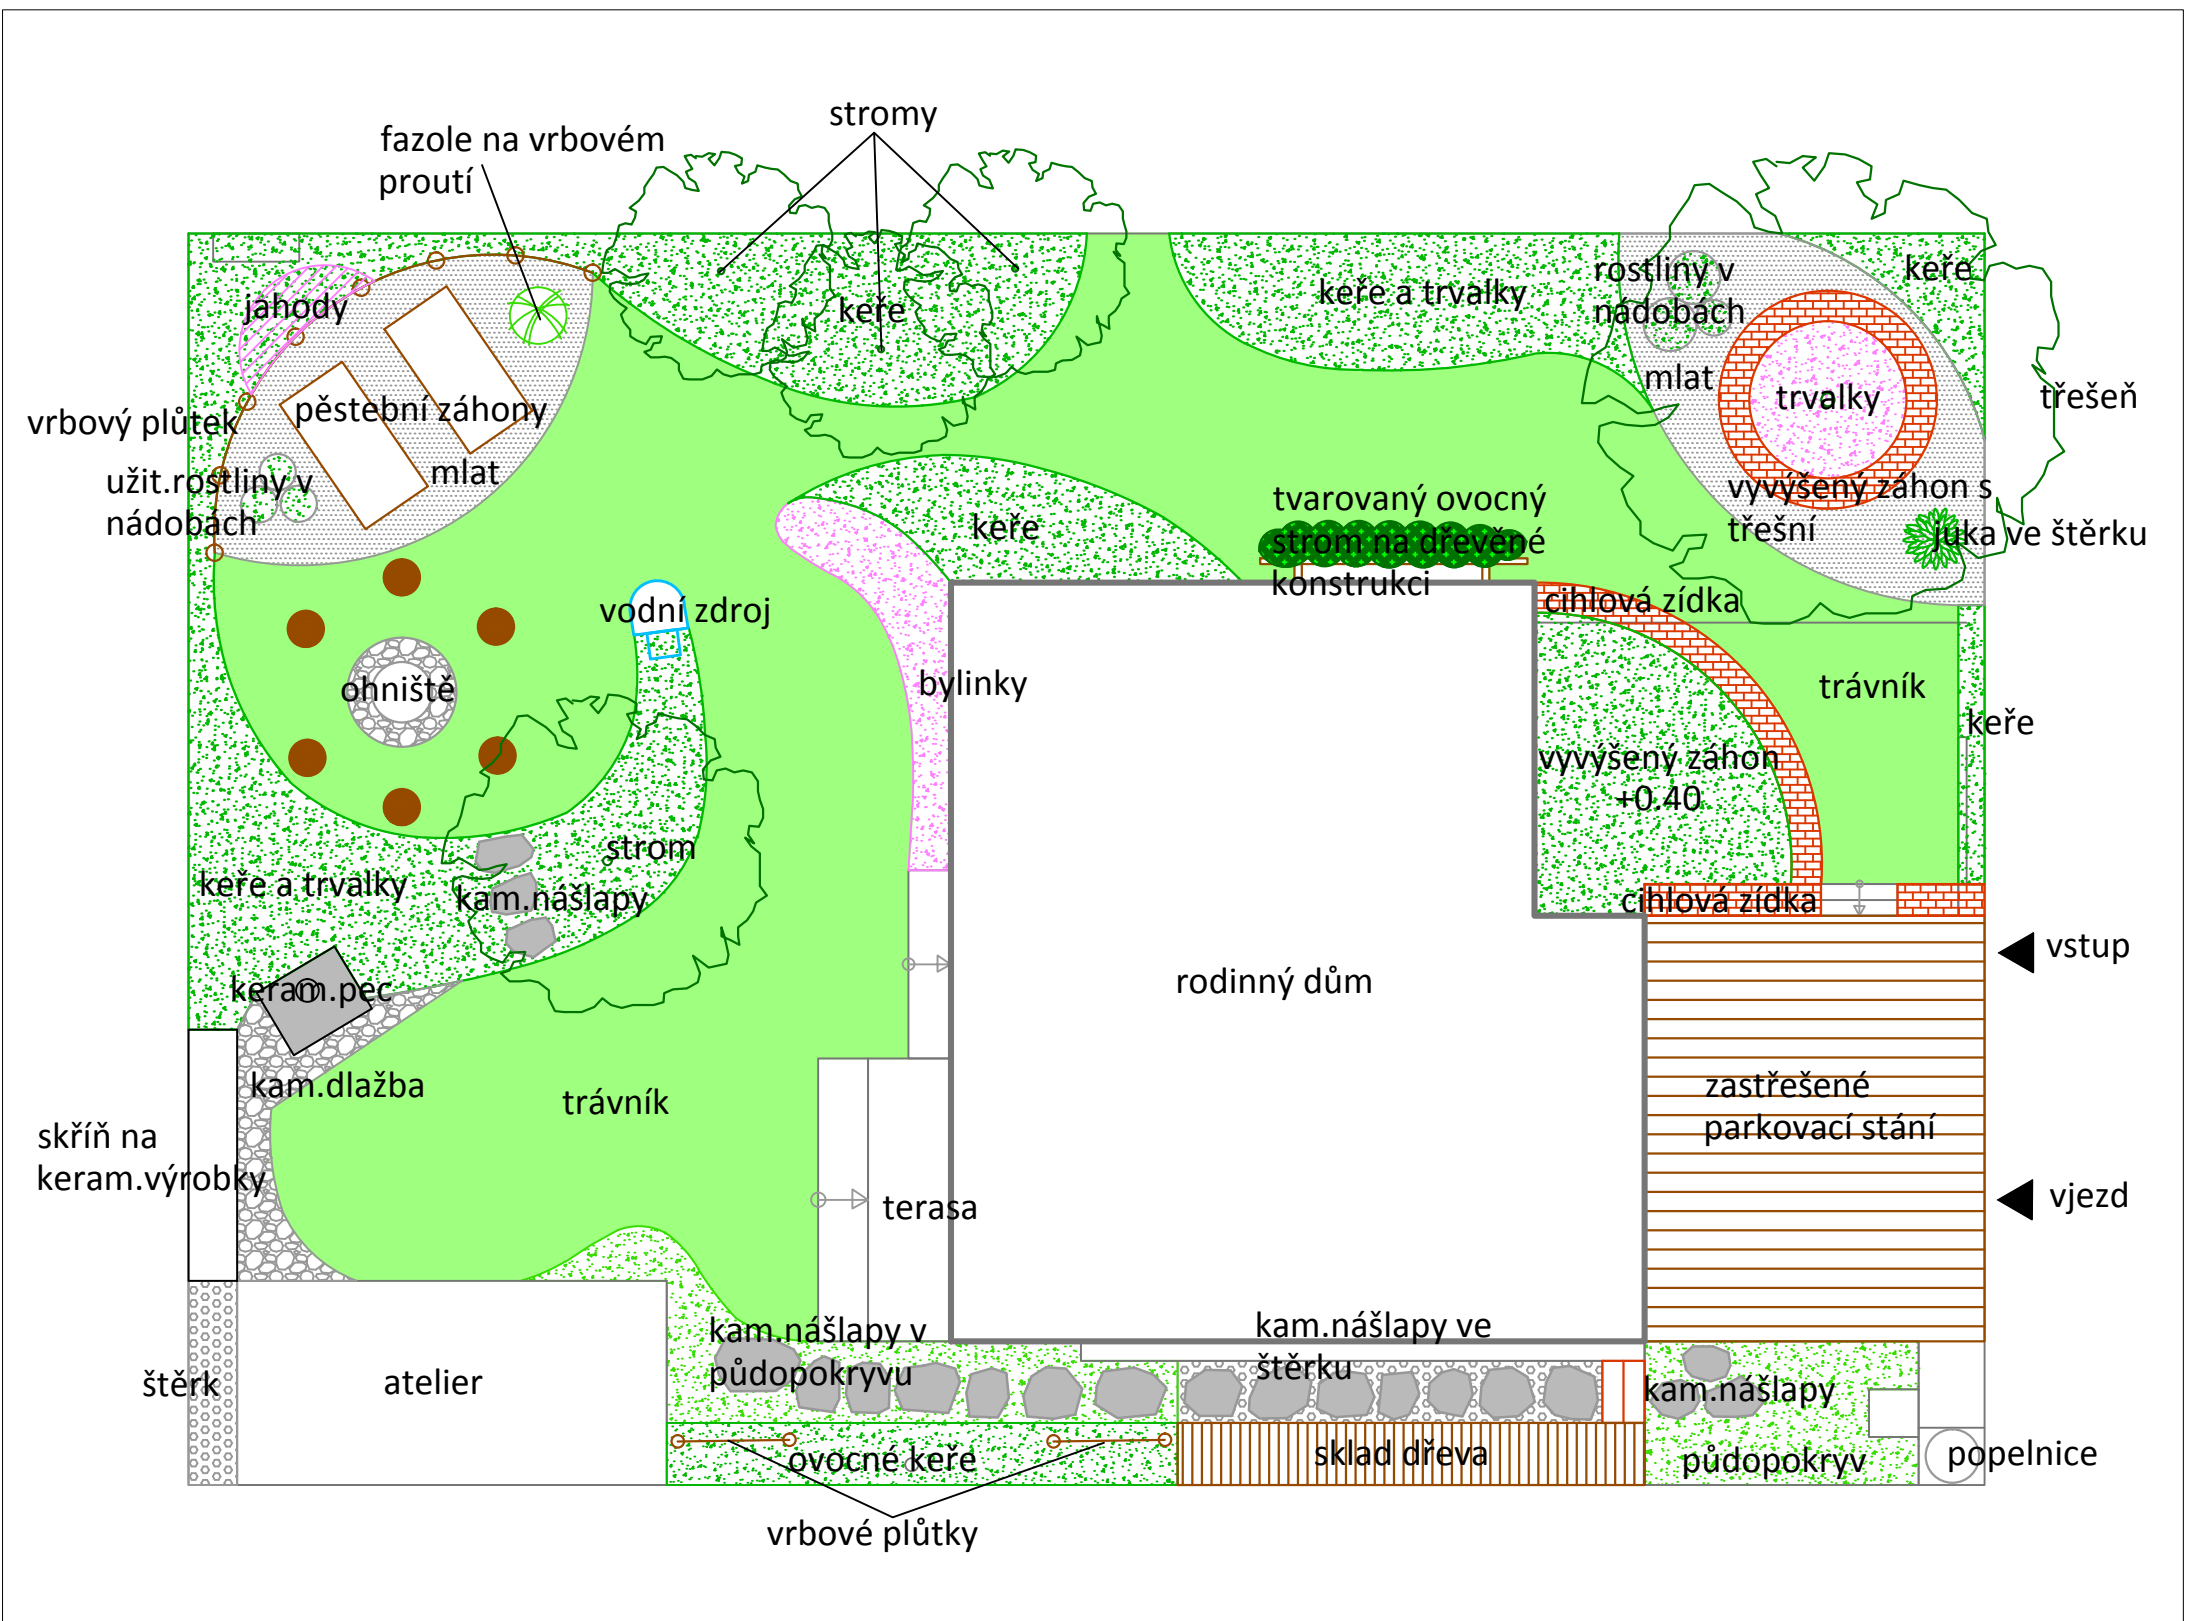 stromy
fazole na vrbovém
proutí
jahody
keře
keře a trvalky
rostliny v
nádobách
keře
mlat
trvalky
třešeň
vrbový plůtek
pěstební záhony
mlat
užit.rostliny v
nádobách
keře
tvarovaný ovocný
strom na dřevěné
konstrukci
vyvýšený záhon s
třešní
juka ve štěrku
vodní zdroj
cihlová zídka
ohniště
bylinky
trávník
keře
vyvýšený záhon
+0.40
strom
keře a trvalky
kam.nášlapy
cihlová zídka
vstup
keram.pec
rodinný dům
kam.dlažba
trávník
zastřešené
parkovací stání
skříň na
keram.výrobky
terasa
vjezd
kam.nášlapy v
půdopokryvu
kam.nášlapy ve
štěrku
štěrk
atelier
kam.nášlapy
ovocné keře
sklad dřeva
půdopokryv
popelnice
vrbové plůtky